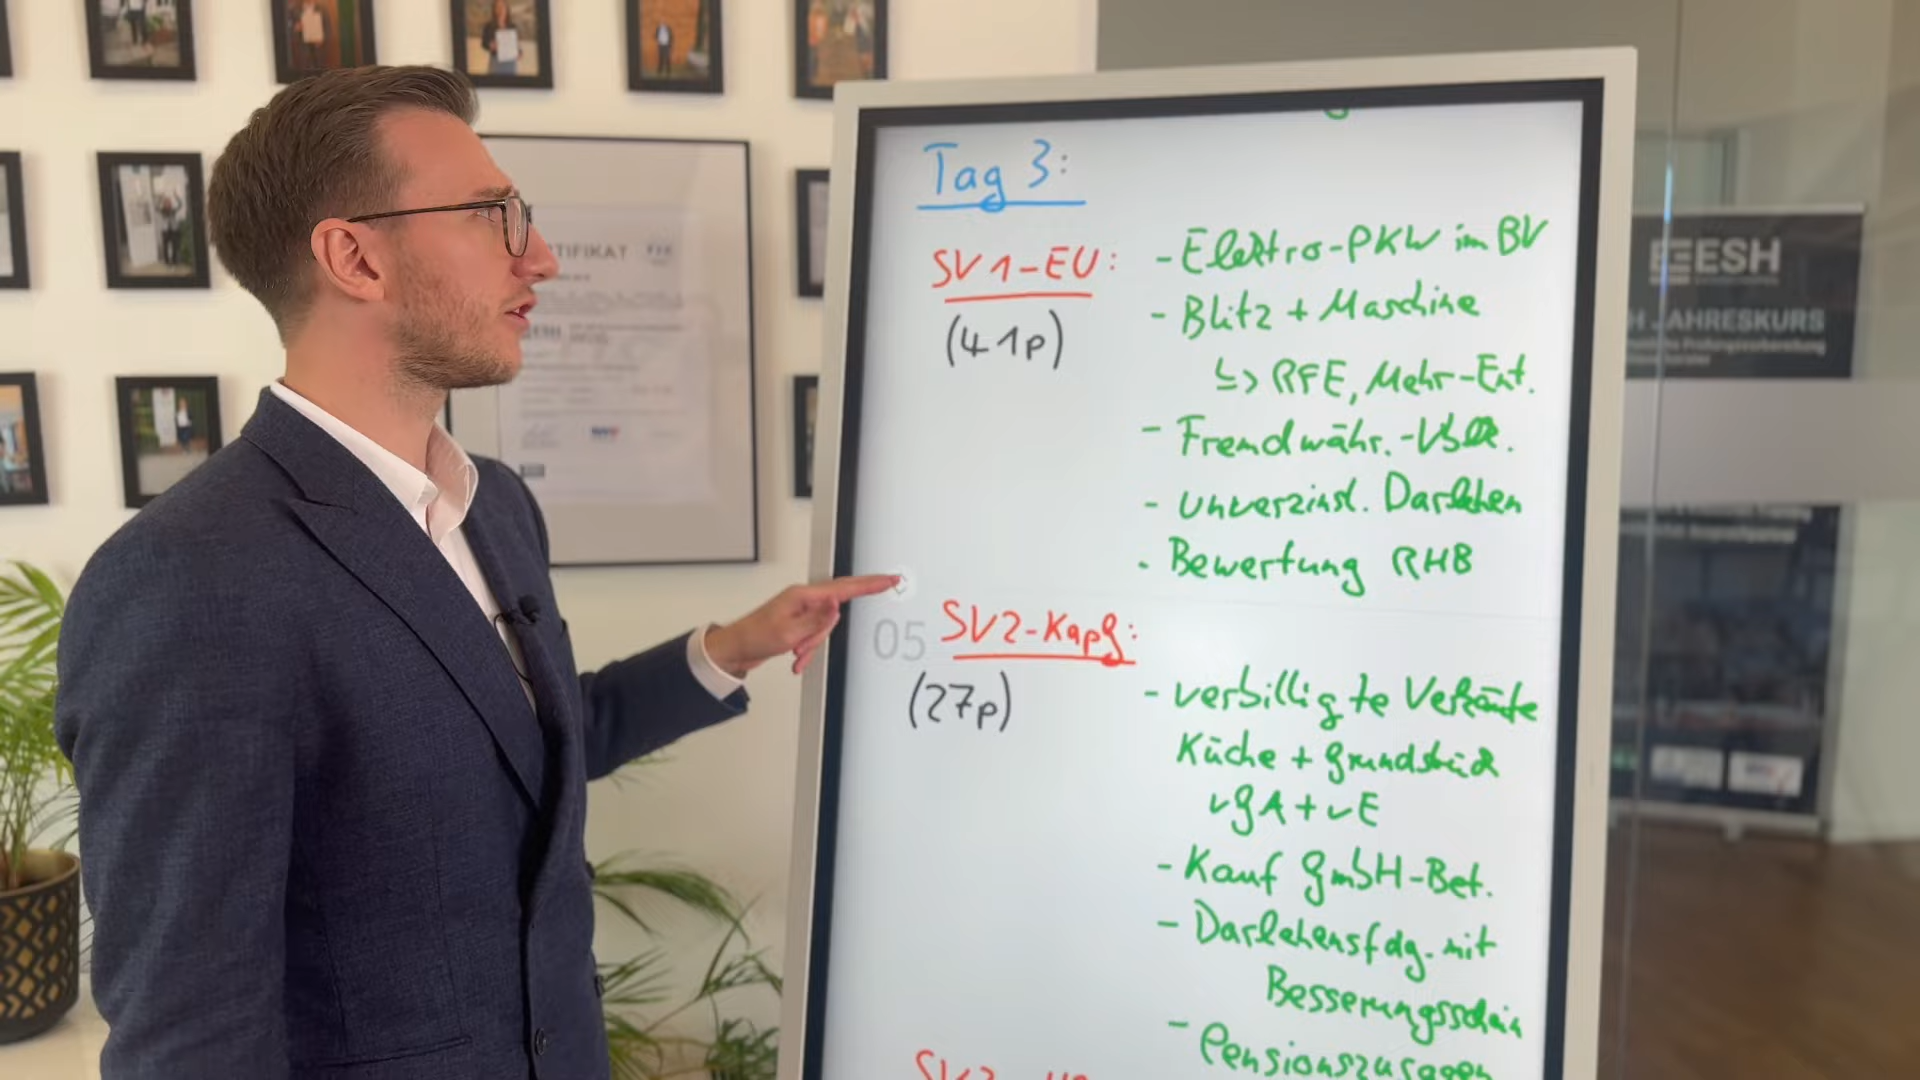 Tag 3:
SV1-EU:
(41p)
- Elektro-PKW im BV
- Blitz + Maschine
↳ RFE, Mehr-Ent.
- Fremdwähr.-Vb.
- unverzinsl. Darlehen
- Bewertung RHB
05
SV2-KapG:
(27p)
- verbilligte Verkäufe
Küche + Grundstück
vGA + vE
- Kauf GmbH-Bet.
- Darlehensfdg. mit
Besserungsschein
- Pensionszusagen
ZERTIFIKAT
ESH
ESH JAHRESKURS